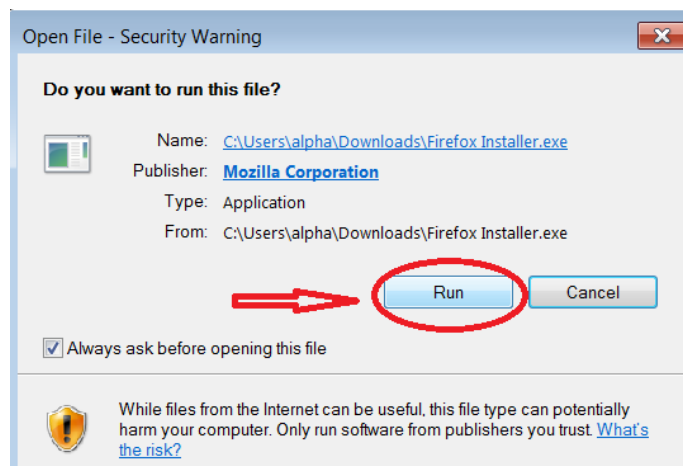 Open File - Security Warning
Do you want to run this file?
Name: C:\Users\alpha\Downloads\Firefox Installer.exe
Publisher: Mozilla Corporation
Type: Application
From: C:\Users\alpha\Downloads\Firefox Installer.exe
Run Cancel
Always ask before opening this file
While files from the Internet can be useful, this file type can potentially
harm your computer. Only run software from publishers you trust. What's
the risk?